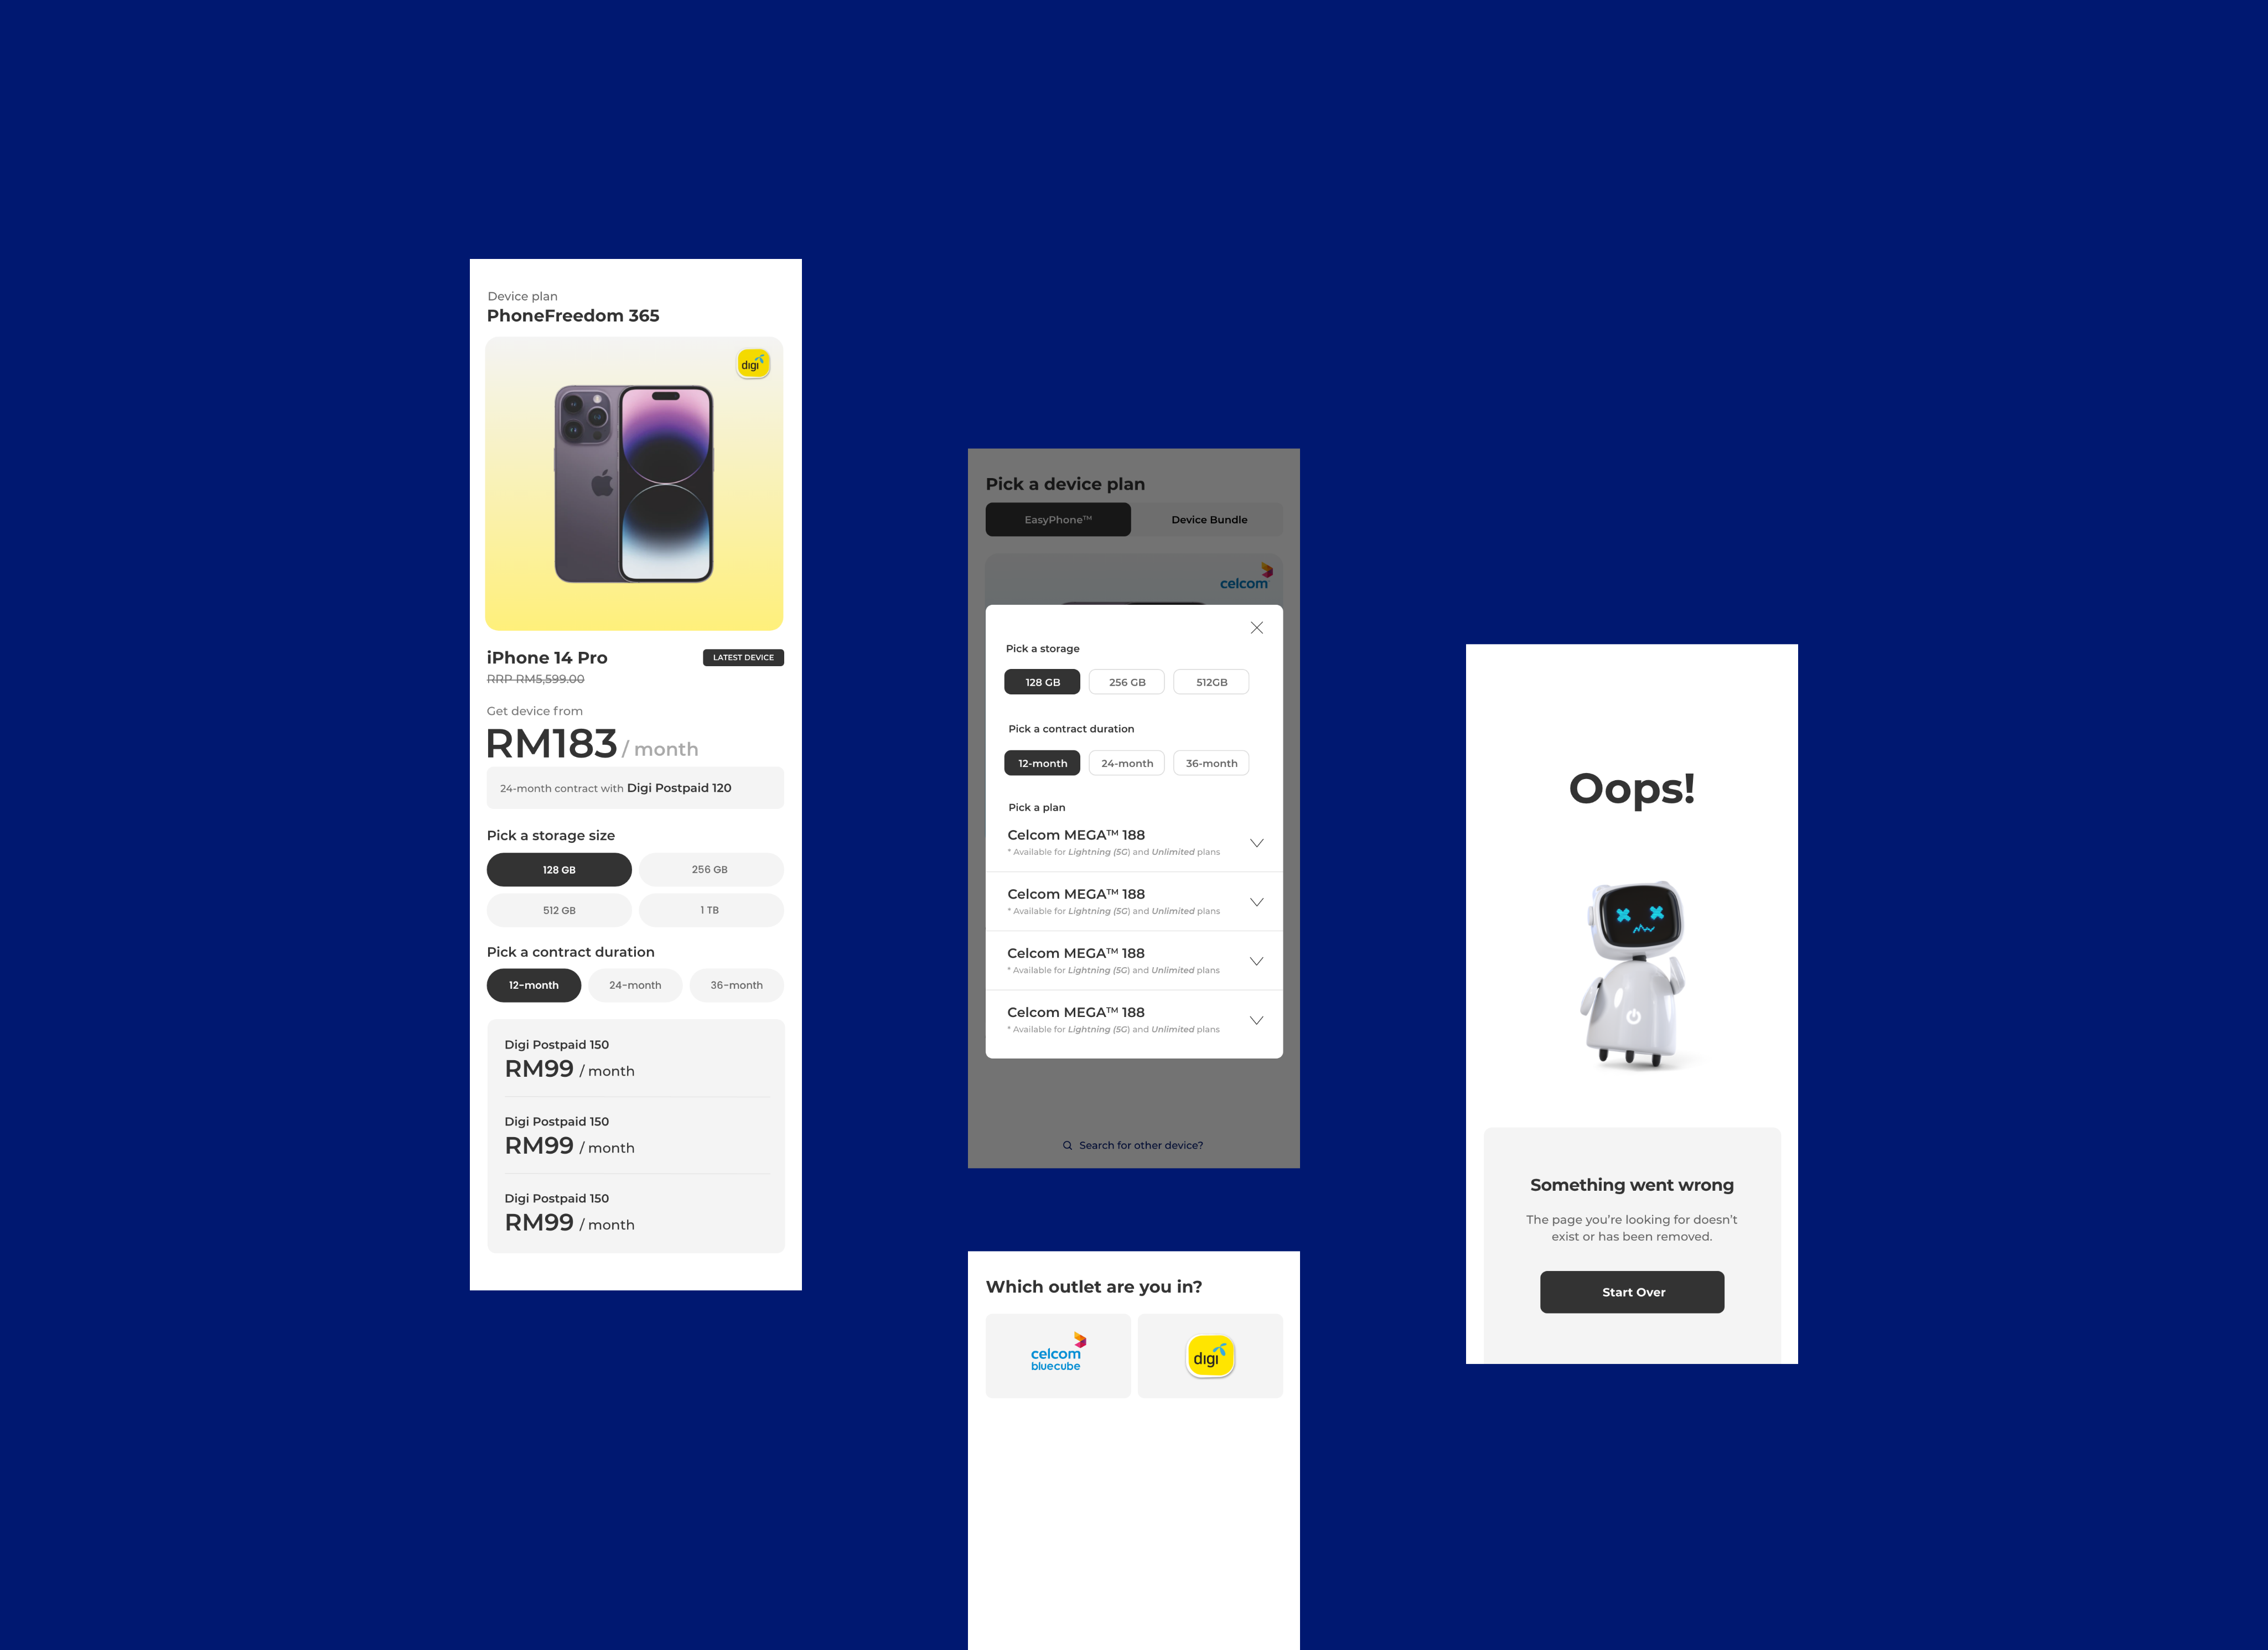 Device plan
PhoneFreedom 365
digi
iPhone 14 Pro
LATEST DEVICE
RRP RM5,599.00
Get device from
RM183 / month
24-month contract with Digi Postpaid 120
Pick a storage size
128 GB
256 GB
512 GB
1 TB
Pick a contract duration
12-month
24-month
36-month
Digi Postpaid 150
RM99 / month
Digi Postpaid 150
RM99 / month
Digi Postpaid 150
RM99 / month
Pick a device plan
EasyPhone™
Device Bundle
celcom
Pick a storage
128 GB
256 GB
512GB
Pick a contract duration
12-month
24-month
36-month
Pick a plan
Celcom MEGA™ 188
* Available for Lightning (5G) and Unlimited plans
Celcom MEGA™ 188
* Available for Lightning (5G) and Unlimited plans
Celcom MEGA™ 188
* Available for Lightning (5G) and Unlimited plans
Celcom MEGA™ 188
* Available for Lightning (5G) and Unlimited plans
Search for other device?
Which outlet are you in?
celcom
bluecube
digi
Oops!
Something went wrong
The page you're looking for doesn't
exist or has been removed.
Start Over